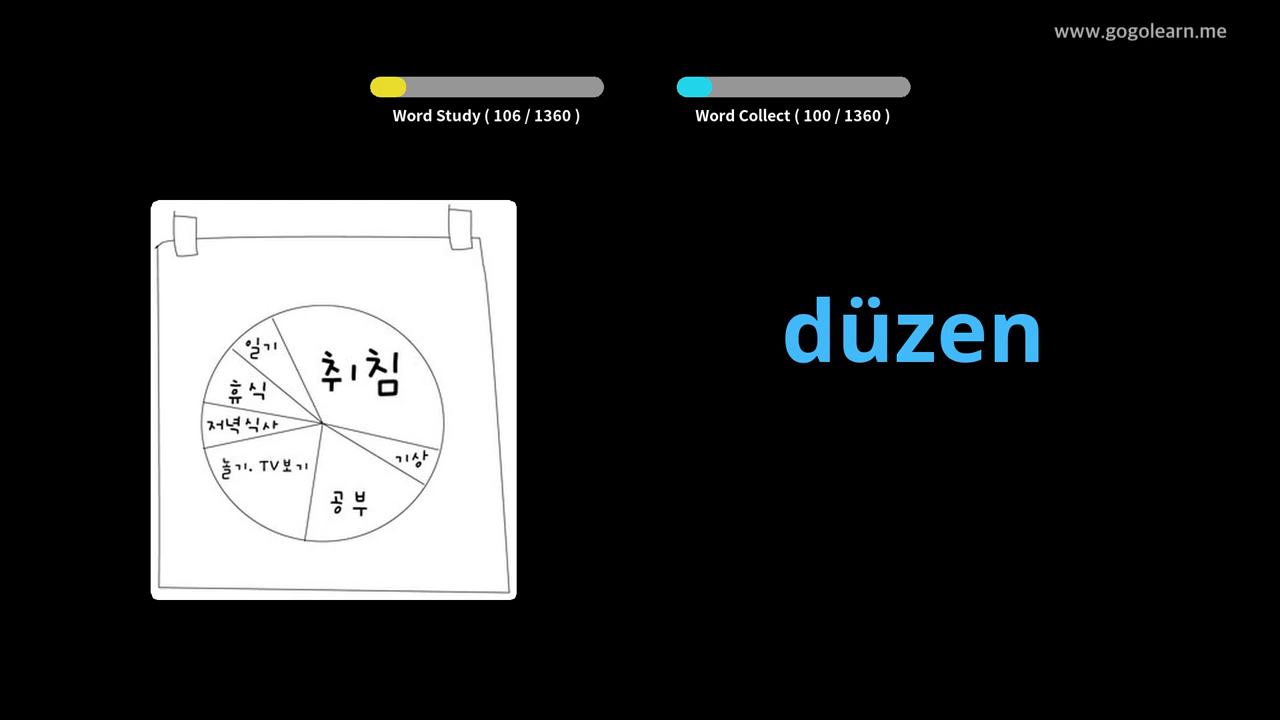 www.gogolearn.me
Word Study ( 106 / 1360 )
Word Collect ( 100 / 1360 )
일기
취침
휴식
저녁식사
놀기. TV보기
기상
공부
düzen